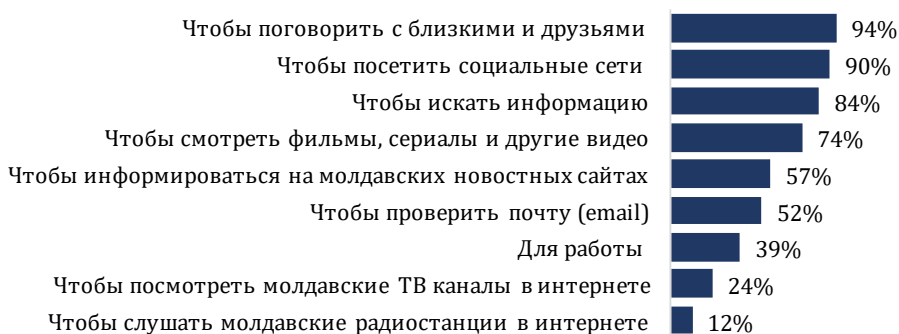 Чтобы поговорить с близкими и друзьями 94%
Чтобы посетить социальные сети 90%
Чтобы искать информацию 84%
Чтобы смотреть фильмы, сериалы и другие видео 74%
Чтобы информироваться на молдавских новостных сайтах 57%
Чтобы проверить почту (email) 52%
Для работы 39%
Чтобы посмотреть молдавские ТВ каналы в интернете 24%
Чтобы слушать молдавские радиостанции в интернете 12%